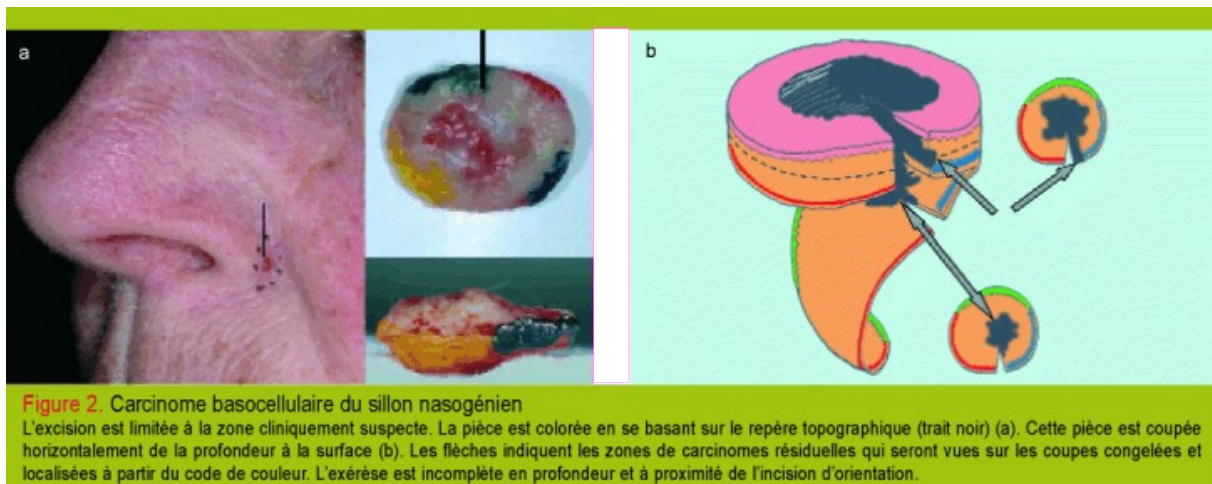 a
b
Figure 2. Carcinome basocellulaire du sillon nasogénien
L'excision est limitée à la zone cliniquement suspecte. La pièce est colorée en se basant sur le repère topographique (trait noir) (a). Cette pièce est coupée
horizontalement de la profondeur à la surface (b). Les flèches indiquent les zones de carcinomes résiduelles qui seront vues sur les coupes congelées et
localisées à partir du code de couleur. L'exérèse est incomplète en profondeur et à proximité de l'incision d'orientation.